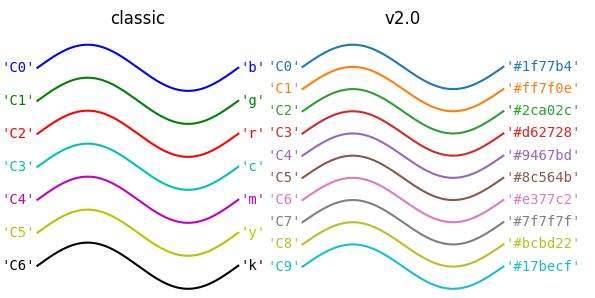 classic
'C0' 'b'
'C1' 'g'
'C2' 'r'
'C3' 'c'
'C4' 'm'
'C5' 'y'
'C6' 'k'
v2.0
'C0' '#1f77b4'
'C1' '#ff7f0e'
'C2' '#2ca02c'
'C3' '#d62728'
'C4' '#9467bd'
'C5' '#8c564b'
'C6' '#e377c2'
'C7' '#7f7f7f'
'C8' '#bcbd22'
'C9' '#17becf'